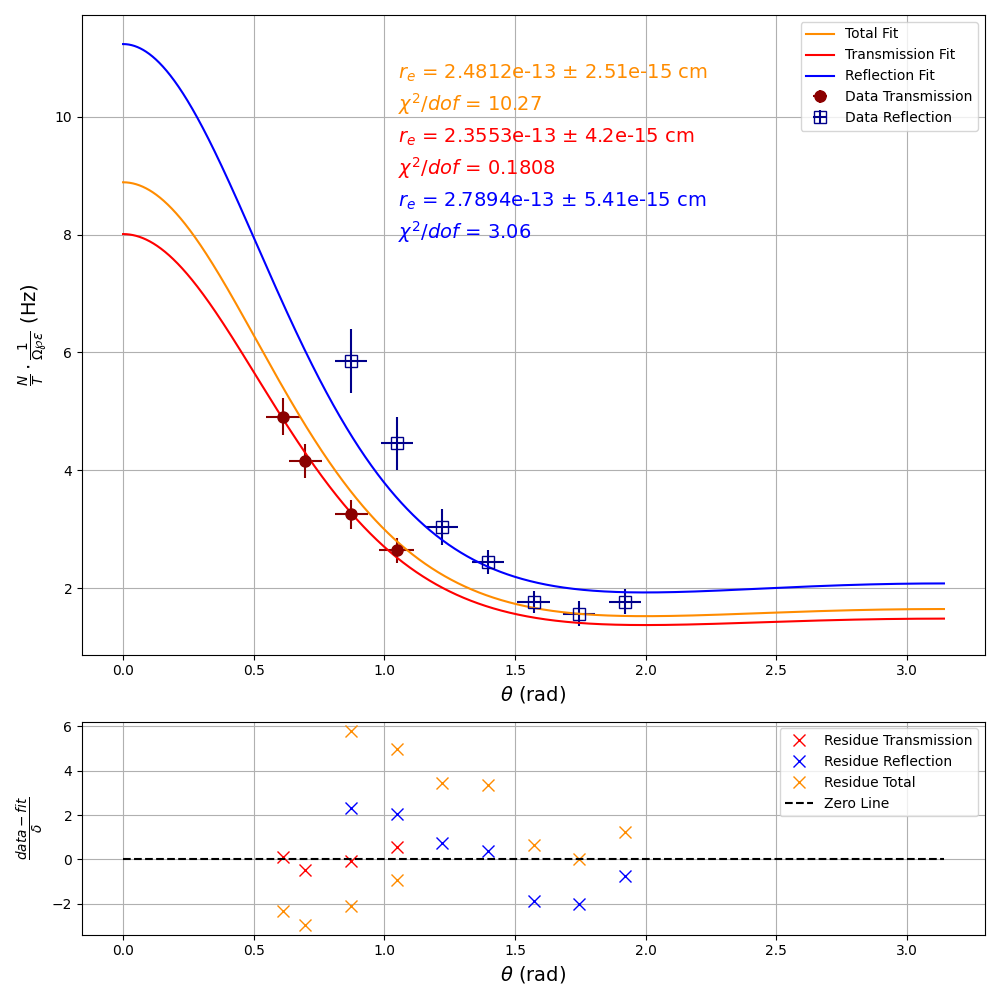 Total Fit
Transmission Fit
Reflection Fit
Data Transmission
Data Reflection
r_e = 2.4812e-13 ± 2.51e-15 cm
χ²/dof = 10.27
r_e = 2.3553e-13 ± 4.2e-15 cm
χ²/dof = 0.1808
r_e = 2.7894e-13 ± 5.41e-15 cm
χ²/dof = 3.06
10
8
6
4
2
N/T · 1/Ω℘ε (Hz)
0.0 0.5 1.0 1.5 2.0 2.5 3.0
θ (rad)
Residue Transmission
Residue Reflection
Residue Total
Zero Line
6
4
2
0
−2
data − fit/δ
0.0 0.5 1.0 1.5 2.0 2.5 3.0
θ (rad)